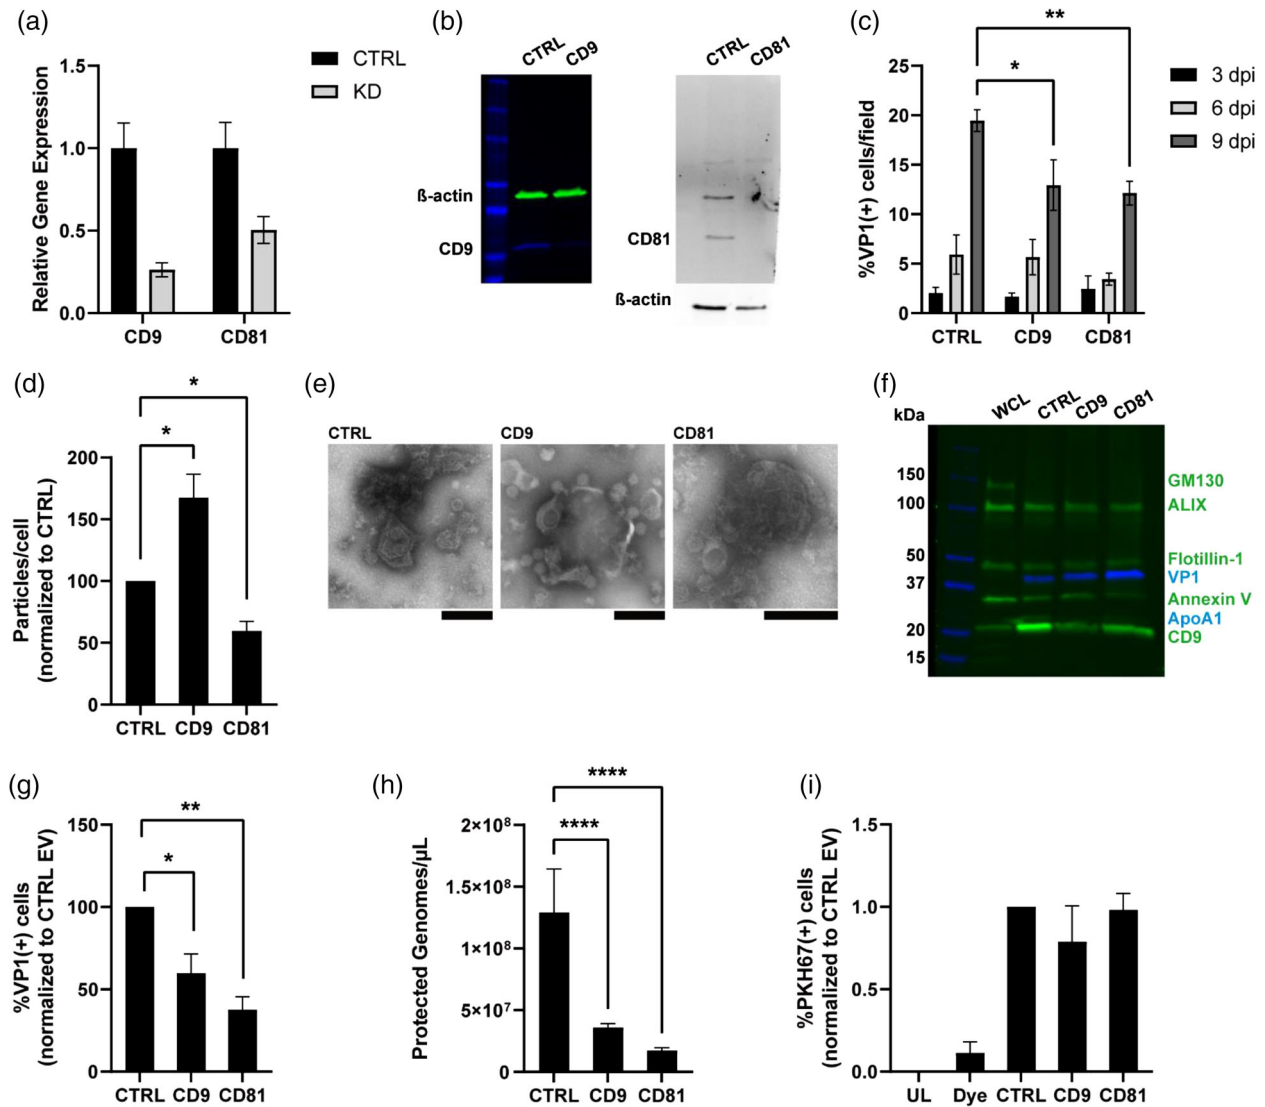 (a)
CTRL
KD
Relative Gene Expression
1.5
1.0
0.5
0.0
CD9 CD81
(b)
CTRL CD9
CTRL CD81
ß-actin
CD9
CD81
ß-actin
(c)
**
*
3 dpi
6 dpi
9 dpi
%VP1(+) cells/field
25
20
15
10
5
0
CTRL CD9 CD81
(d)
*
*
Particles/cell
(normalized to CTRL)
200
150
100
50
0
CTRL CD9 CD81
(e)
CTRL CD9 CD81
(f)
kDa WCL CTRL CD9 CD81
150
100
50
37
20
15
GM130
ALIX
Flotillin-1
VP1
Annexin V
ApoA1
CD9
(g)
**
*
%VP1(+) cells
(normalized to CTRL EV)
150
100
50
0
CTRL CD9 CD81
(h)
****
****
Protected Genomes/µL
2×10⁸
1.5×10⁸
1×10⁸
5×10⁷
0
CTRL CD9 CD81
(i)
%PKH67(+) cells
(normalized to CTRL EV)
1.5
1.0
0.5
0.0
UL Dye CTRL CD9 CD81